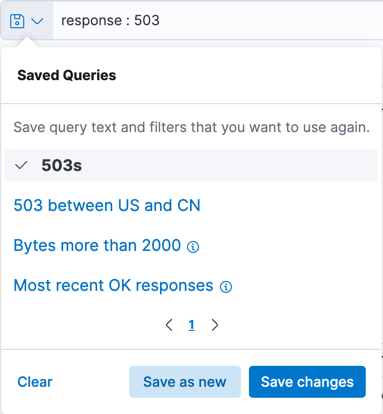 response : 503
Saved Queries
Save query text and filters that you want to use again.
503s
503 between US and CN
Bytes more than 2000
Most recent OK responses
1
Clear
Save as new
Save changes